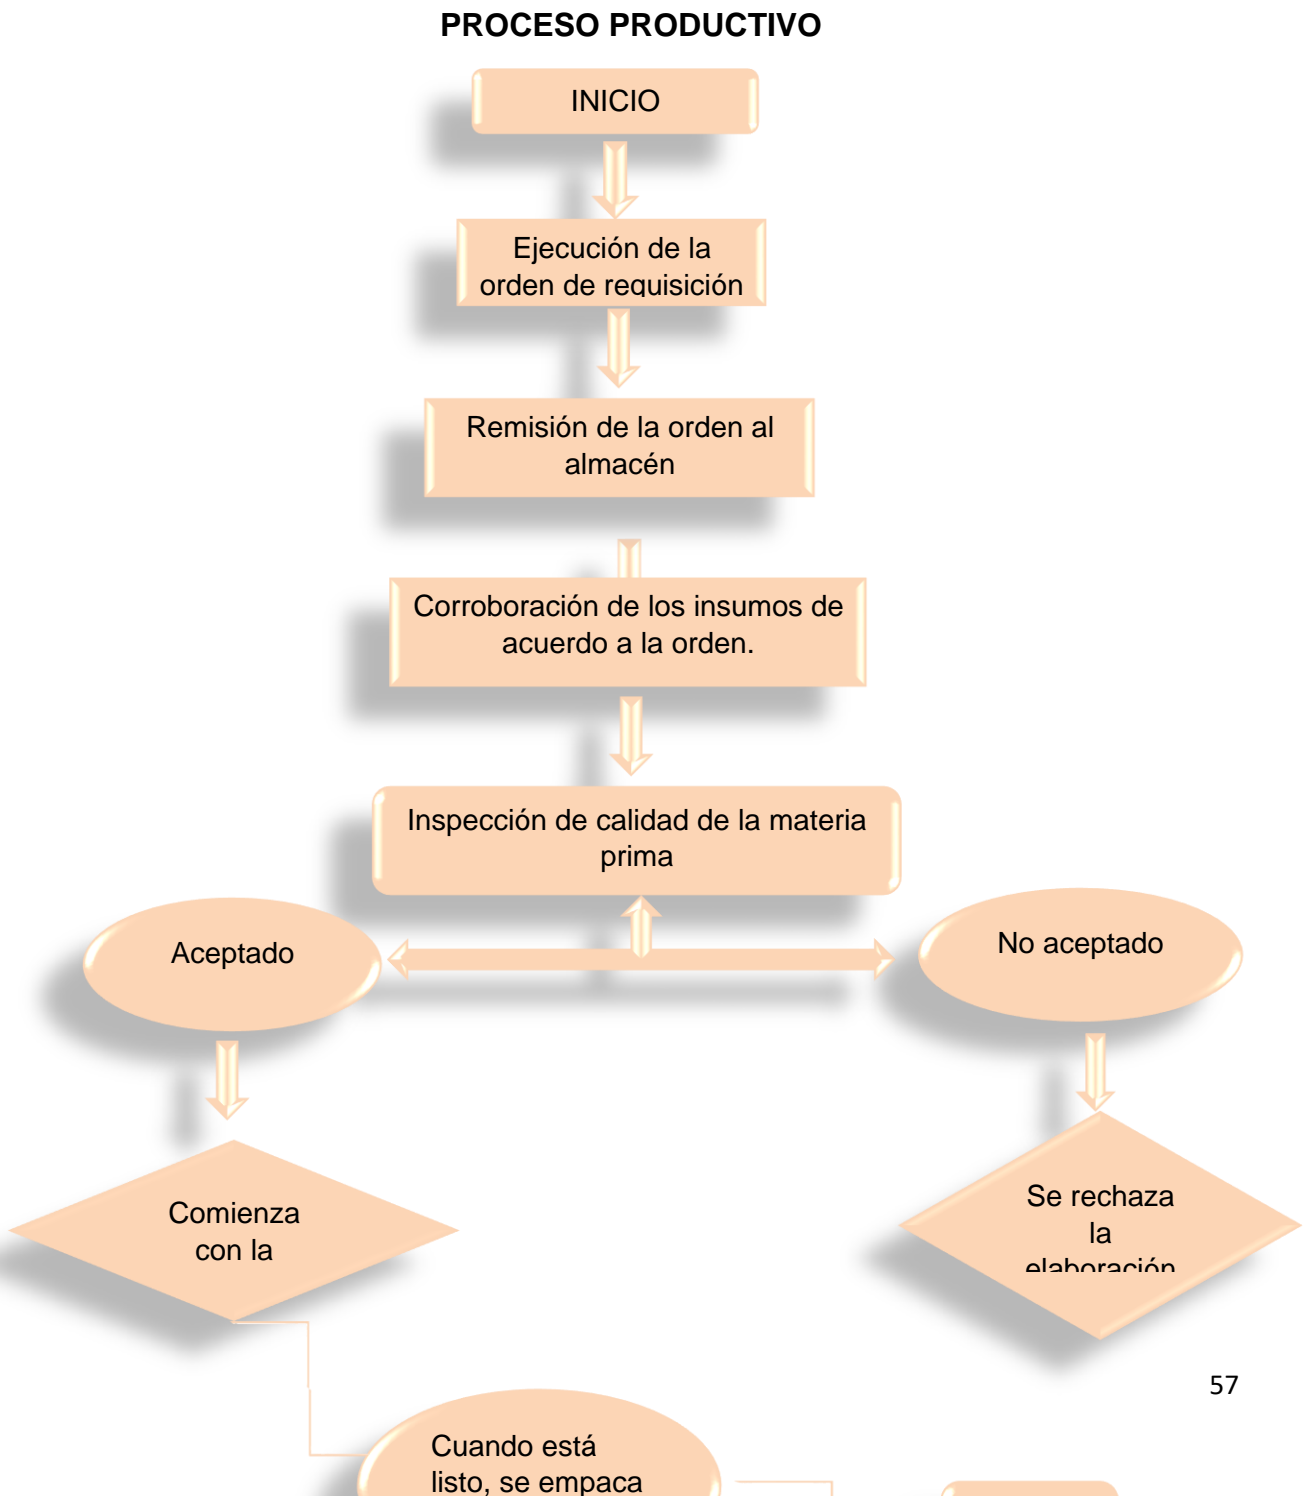 PROCESO PRODUCTIVO
INICIO
Ejecución de la
orden de requisición
Remisión de la orden al
almacén
Corroboración de los insumos de
acuerdo a la orden.
Inspección de calidad de la materia
prima
Aceptado
No aceptado
Comienza
con la
Se rechaza
la
elaboración
57
Cuando está
listo, se empaca